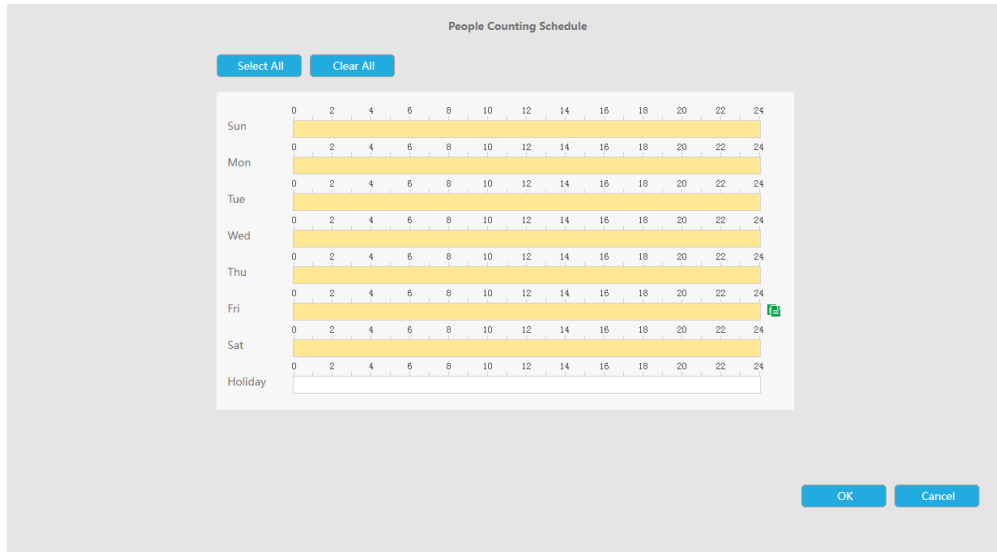 People Counting Schedule
Select All Clear All
0 2 4 6 8 10 12 14 16 18 20 22 24
Sun
0 2 4 6 8 10 12 14 16 18 20 22 24
Mon
0 2 4 6 8 10 12 14 16 18 20 22 24
Tue
0 2 4 6 8 10 12 14 16 18 20 22 24
Wed
0 2 4 6 8 10 12 14 16 18 20 22 24
Thu
0 2 4 6 8 10 12 14 16 18 20 22 24
Fri
0 2 4 6 8 10 12 14 16 18 20 22 24
Sat
0 2 4 6 8 10 12 14 16 18 20 22 24
Holiday
OK Cancel